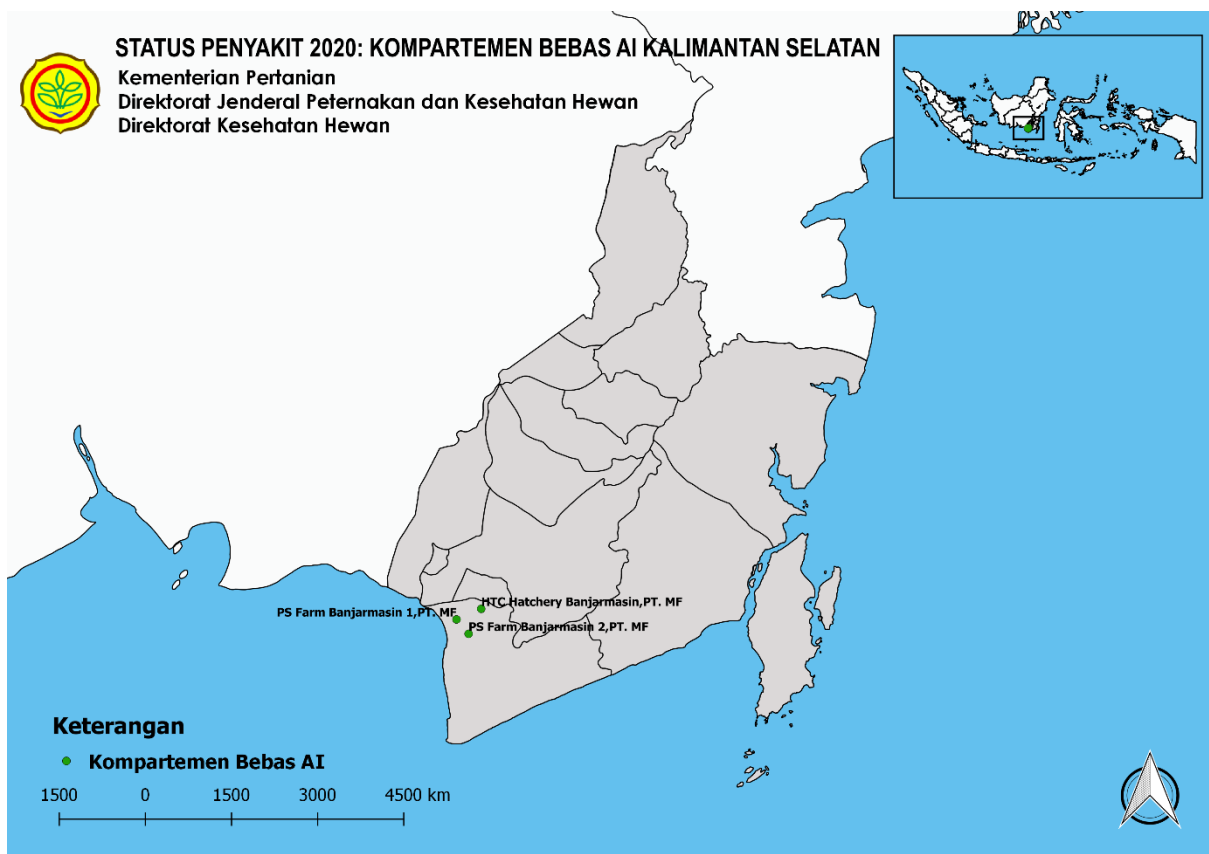 STATUS PENYAKIT 2020: KOMPARTEMEN BEBAS AI KALIMANTAN SELATAN
Kementerian Pertanian
Direktorat Jenderal Peternakan dan Kesehatan Hewan
Direktorat Kesehatan Hewan
HTC Hatchery Banjarmasin,PT. MF
PS Farm Banjarmasin 1,PT. MF
PS Farm Banjarmasin 2,PT. MF
Keterangan
Kompartemen Bebas AI
1500 0 1500 3000 4500 km